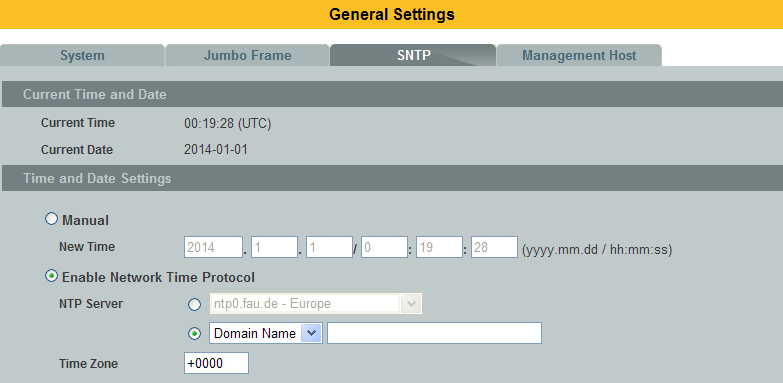 General Settings
System Jumbo Frame SNTP Management Host
Current Time and Date
Current Time 00:19:28 (UTC)
Current Date 2014-01-01
Time and Date Settings
Manual
New Time 2014 . 1 . 1 / 0 : 19 : 28 (yyyy.mm.dd / hh:mm:ss)
Enable Network Time Protocol
NTP Server ntp0.fau.de - Europe
Domain Name
Time Zone +0000